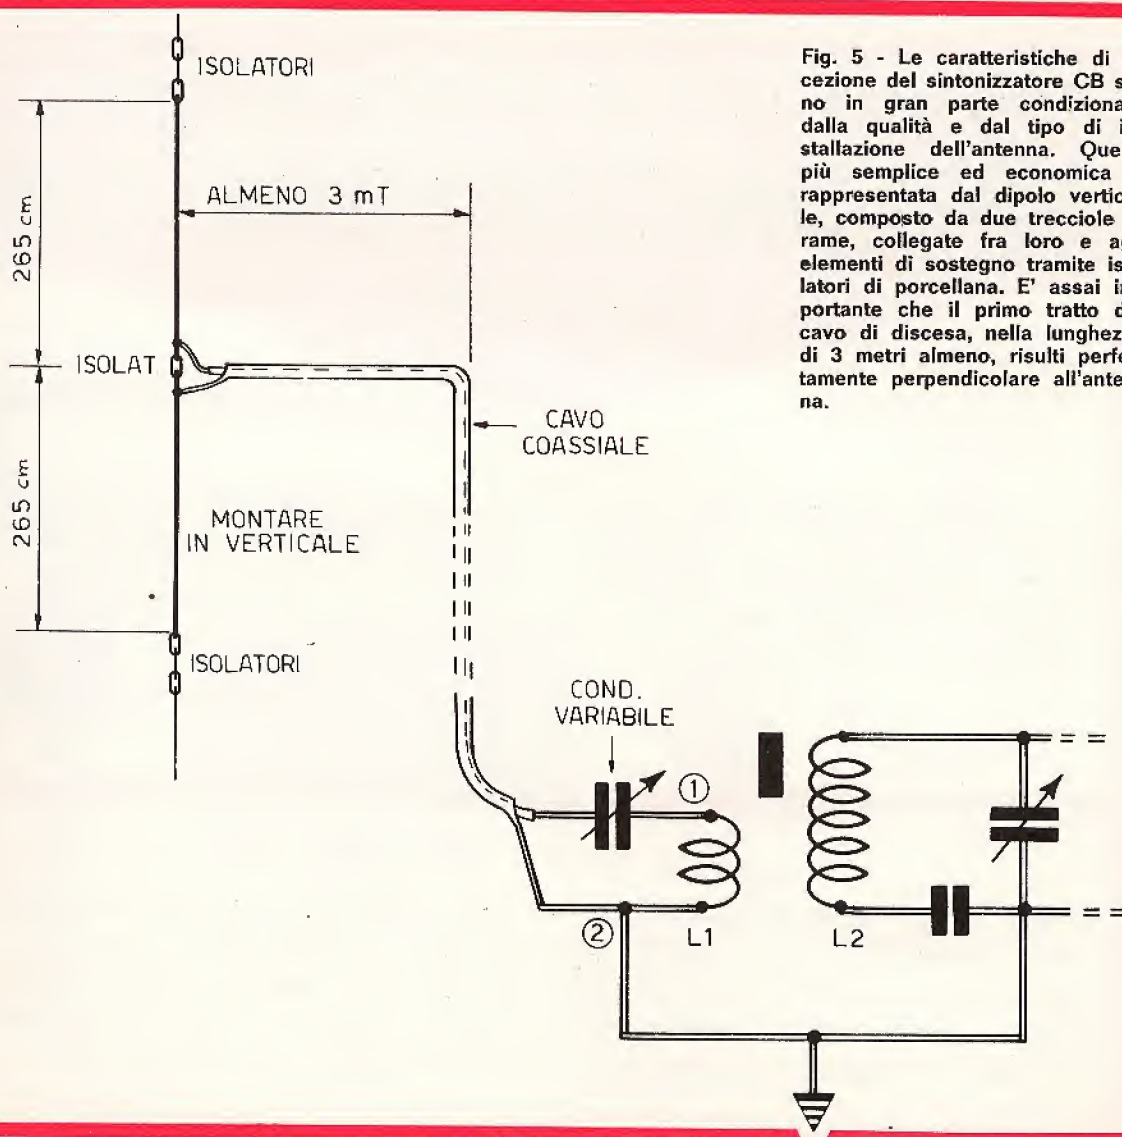 ISOLATORI
Fig. 5 - Le caratteristiche di
cezione del sintonizzatore CB s
no in gran parte condiziona
dalla qualità e dal tipo di i
stallazione dell'antenna. Que
più semplice ed economica
rappresentata dal dipolo vertic
le, composto da due trecciole
rame, collegate fra loro e ag
elementi di sostegno tramite is
latori di porcellana. E' assai i
portante che il primo tratto d
cavo di discesa, nella lunghez
di 3 metri almeno, risulti perfe
tamente perpendicolare all'ante
na.
ALMENO 3 mT
265 cm
ISOLAT
CAVO
COASSIALE
265 cm
MONTARE
IN VERTICALE
ISOLATORI
COND.
VARIABILE
1
2
L1
L2